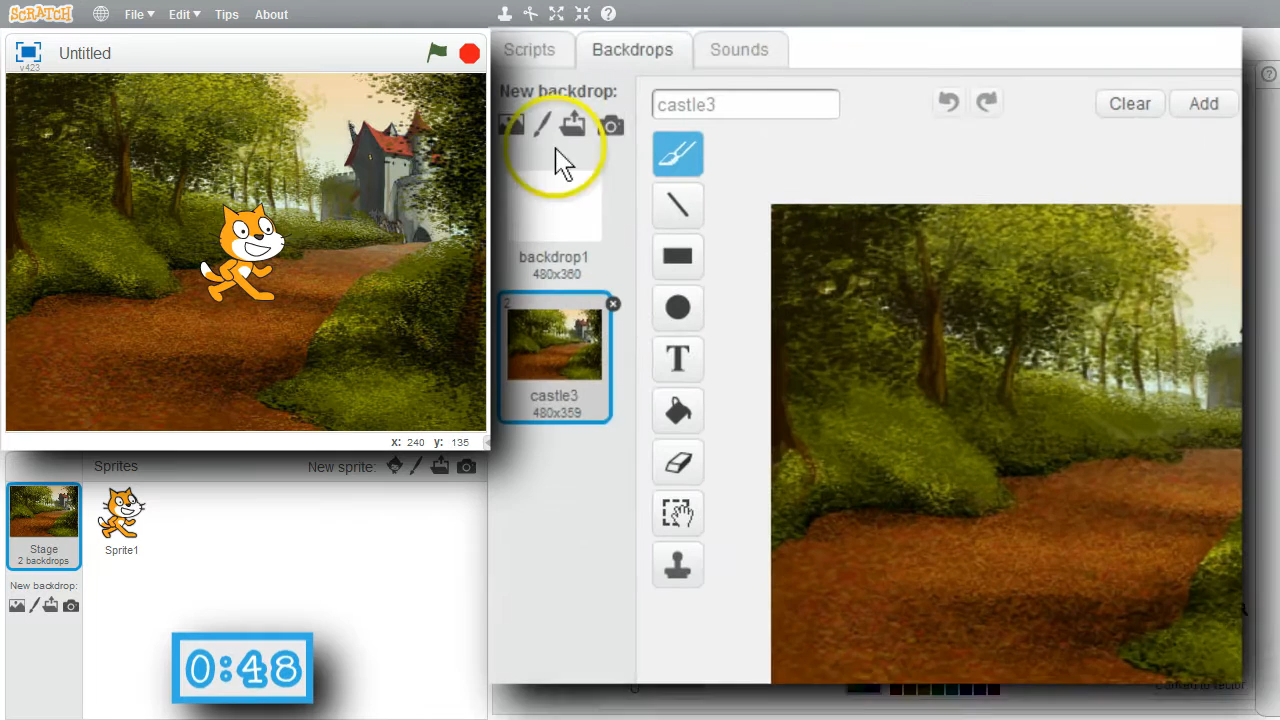 SCRATCH File Edit Tips About
v423
Untitled
x: 240 y: 135
Sprites
New sprite:
Stage
2 backdrops
New backdrop:
Sprite1
0:48
Scripts Backdrops Sounds
New backdrop:
backdrop1
480x360
2
castle3
480x359
castle3
Clear Add
T